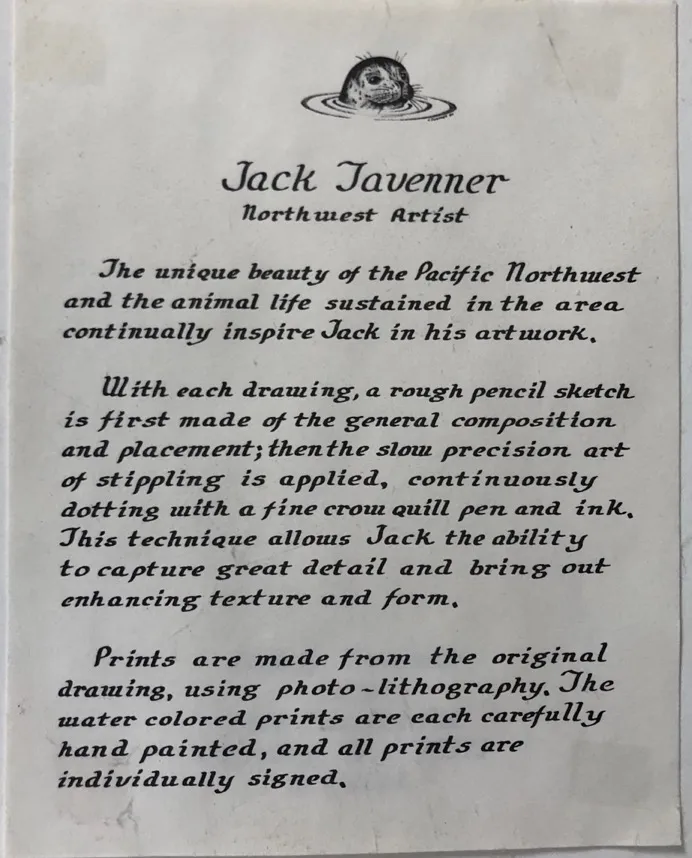 Jack Tavenner
Northwest Artist
The unique beauty of the Pacific Northwest
and the animal life sustained in the area
continually inspire Jack in his artwork.
With each drawing, a rough pencil sketch
is first made of the general composition
and placement; then the slow precision art
of stippling is applied, continuously
dotting with a fine crow quill pen and ink.
This technique allows Jack the ability
to capture great detail and bring out
enhancing texture and form.
Prints are made from the original
drawing, using photo-lithography. The
water colored prints are each carefully
hand painted, and all prints are
individually signed.